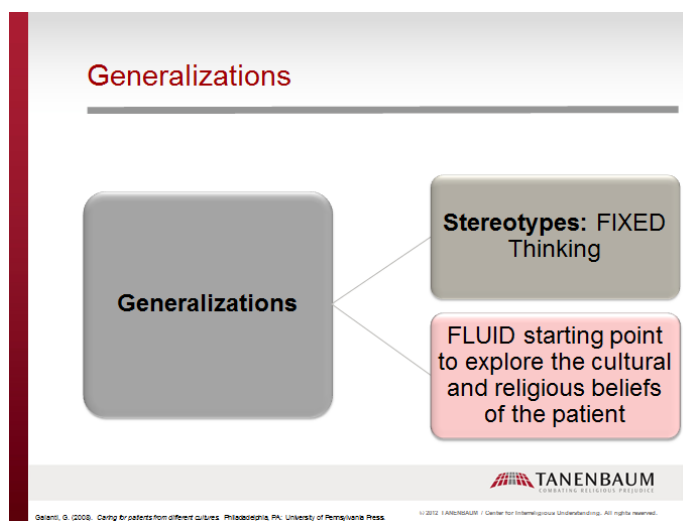 Generalizations
Generalizations
Stereotypes: FIXED
Thinking
FLUID starting point
to explore the cultural
and religious beliefs
of the patient
TANENBAUM
COMBATING RELIGIOUS PREJUDICE
Galanti, G. (2008). Caring for patients from different cultures. Philadelphia, PA: University of Pennsylvania Press.
© 2012 TANENBAUM / Center for Interreligious Understanding. All rights reserved.